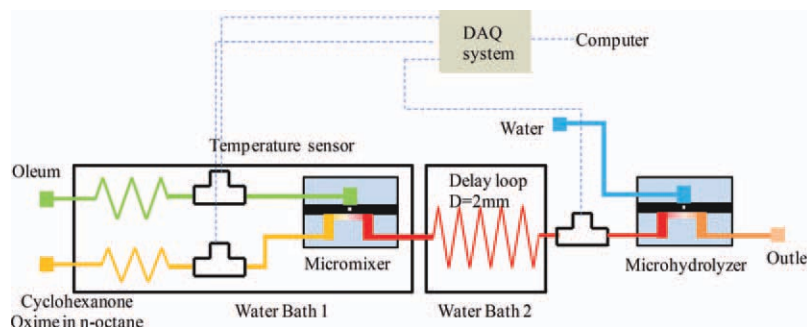 DAQ
system
Computer
Water
Temperature sensor
Oleum
Delay loop
D=2mm
Micromixer
Microhydrolyzer
Outle
Cyclohexanone
Oxime in n-octane
Water Bath 1
Water Bath 2